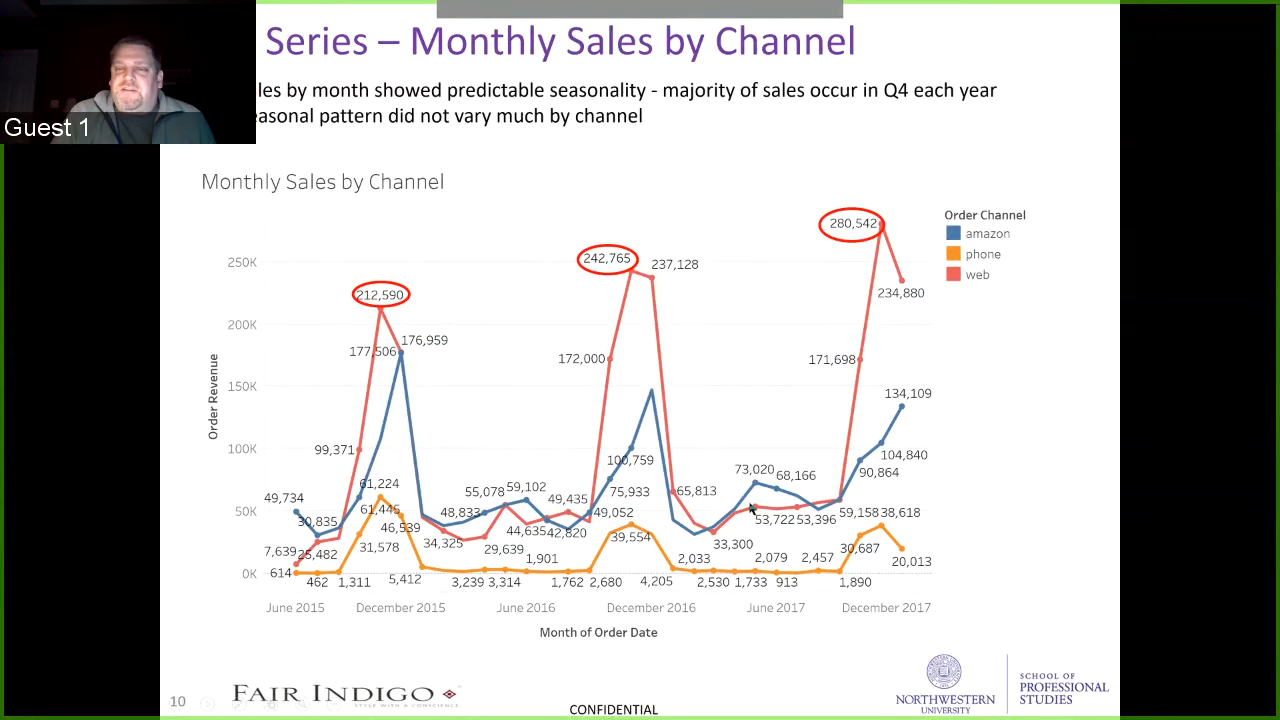 Series – Monthly Sales by Channel
les by month showed predictable seasonality - majority of sales occur in Q4 each year
easonal pattern did not vary much by channel
Guest 1
Monthly Sales by Channel
Order Channel
amazon
phone
web
Order Revenue
250K
200K
150K
100K
50K
0K
280,542
242,765
237,128
212,590
234,880
177,506
176,959
172,000
171,698
134,109
99,371
100,759
104,840
90,864
61,224
61,445
75,933
65,813
73,020
68,166
49,734
30,835
46,539
48,833
55,078
59,102
49,435
49,052
53,722
53,396
59,158
38,618
7,639
25,482
31,578
34,325
29,639
44,635
42,820
39,554
33,300
30,687
20,013
614
462
1,311
5,412
3,239
3,314
1,901
1,762
2,680
4,205
2,033
2,530
1,733
2,079
913
2,457
1,890
June 2015
December 2015
June 2016
December 2016
June 2017
December 2017
Month of Order Date
10
FAIR INDIGO
STYLE WITH A CONSCIENCE
CONFIDENTIAL
NORTHWESTERN
UNIVERSITY
SCHOOL OF
PROFESSIONAL
STUDIES